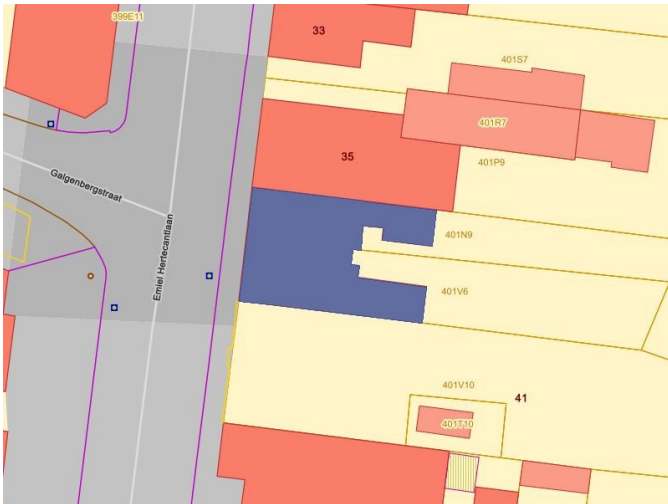 399E11
33
401S7
401R7
35
401P9
Galgenbergstraat
Emiel Hertecantlaan
401N9
401V6
401V10
41
401T10